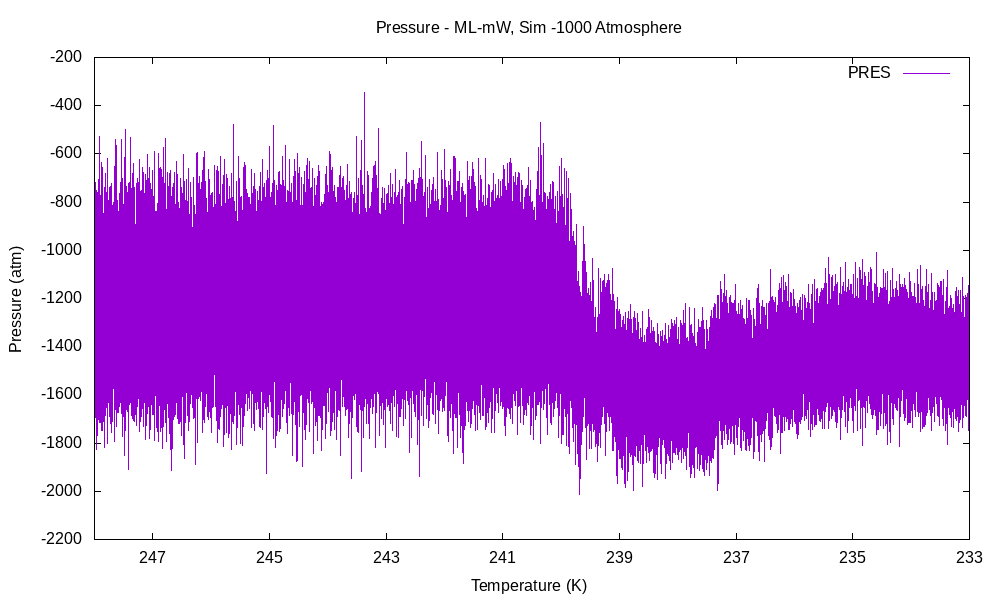 Pressure - ML-mW, Sim -1000 Atmosphere
PRES
-200
-400
-600
-800
-1000
-1200
-1400
-1600
-1800
-2000
-2200
Pressure (atm)
247 245 243 241 239 237 235 233
Temperature (K)